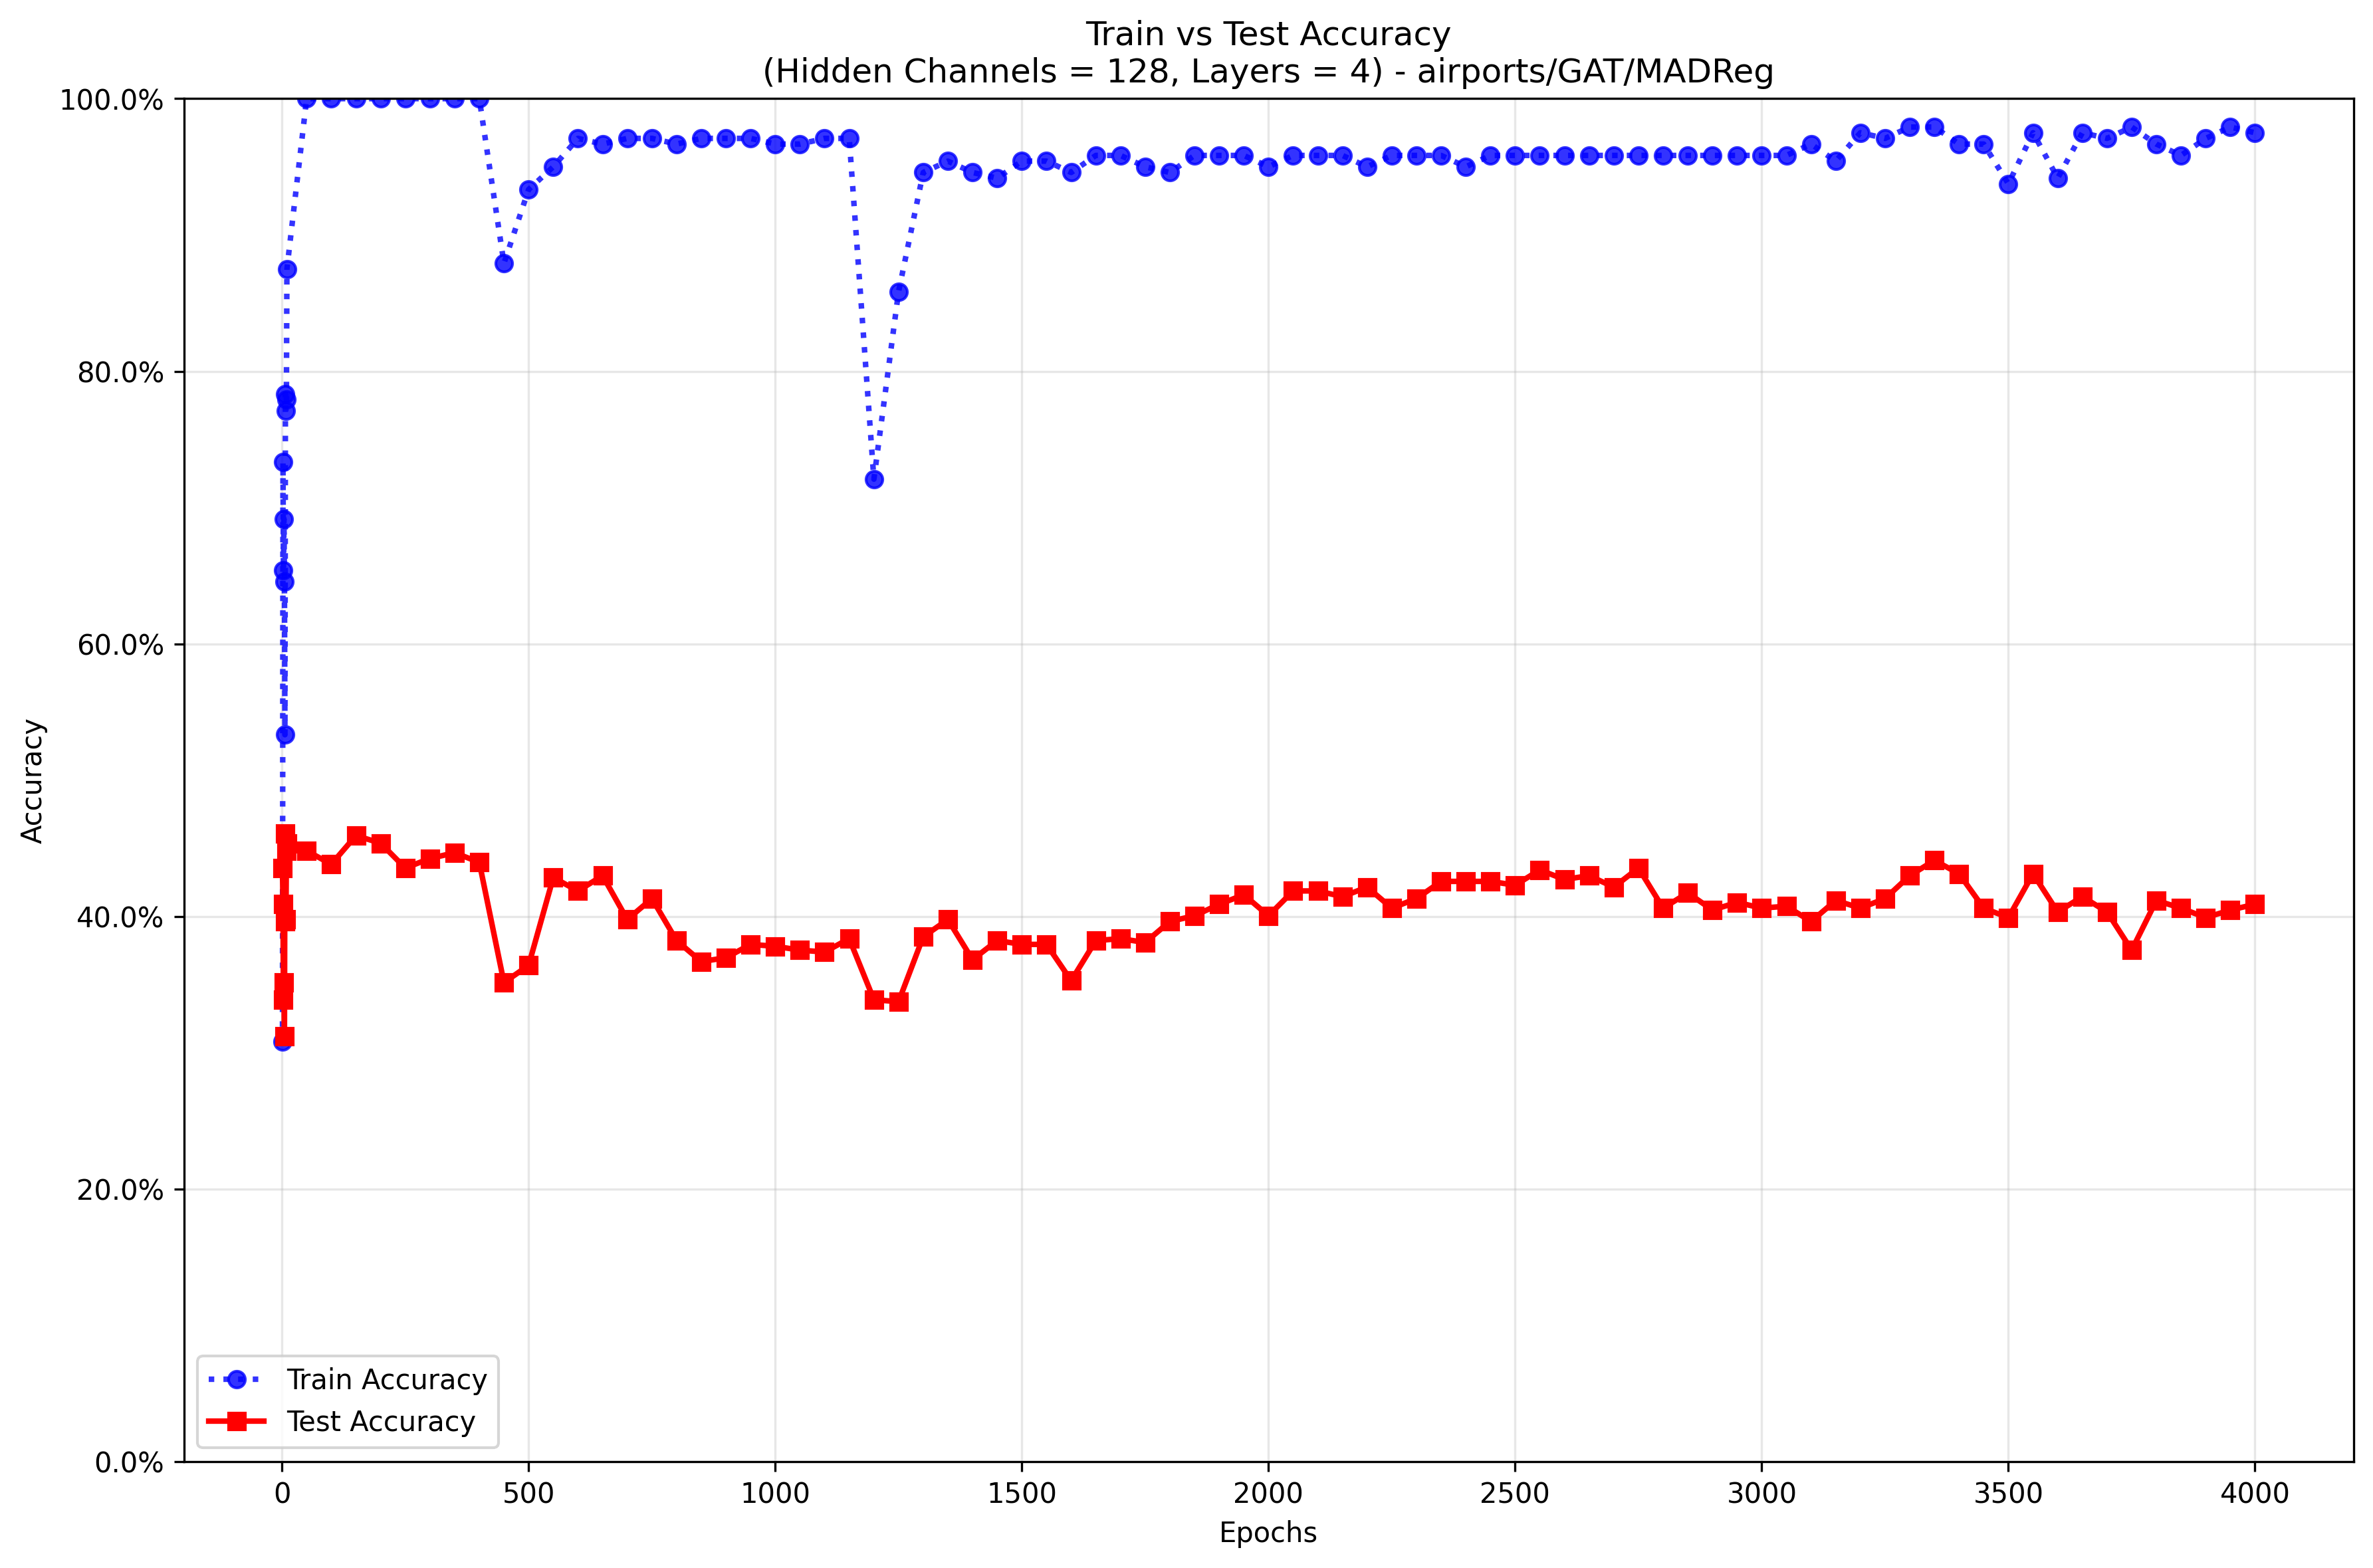 Train vs Test Accuracy
(Hidden Channels = 128, Layers = 4) - airports/GAT/MADReg
100.0%
80.0%
60.0%
40.0%
20.0%
0.0%
Accuracy
Train Accuracy
Test Accuracy
0
500
1000
1500
2000
2500
3000
3500
4000
Epochs